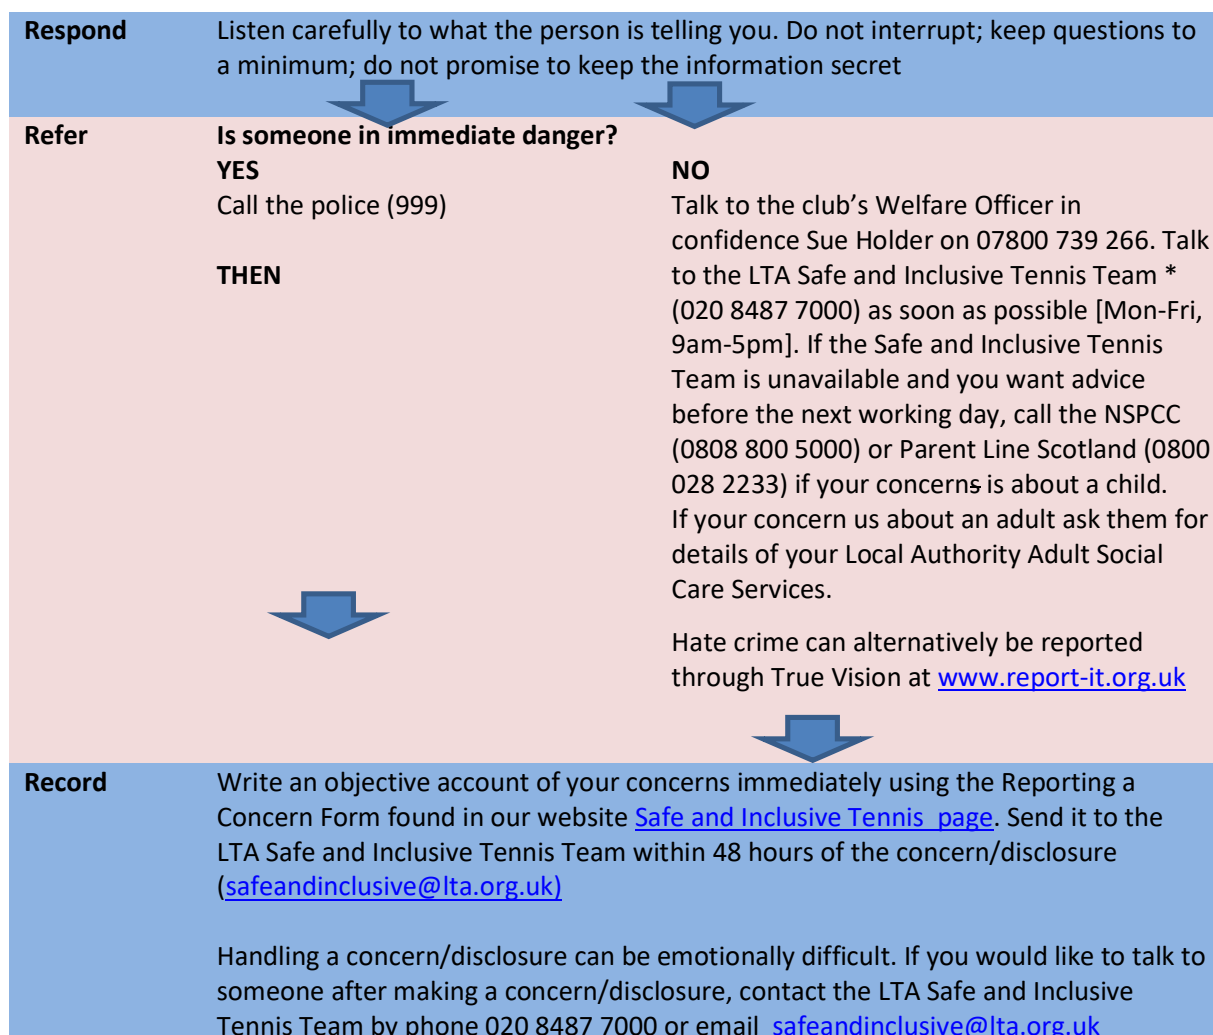 Respond Listen carefully to what the person is telling you. Do not interrupt; keep questions to
a minimum; do not promise to keep the information secret
Refer Is someone in immediate danger?
YES
Call the police (999)
THEN
NO
Talk to the club's Welfare Officer in
confidence Sue Holder on 07800 739 266. Talk
to the LTA Safe and Inclusive Tennis Team *
(020 8487 7000) as soon as possible [Mon-Fri,
9am-5pm]. If the Safe and Inclusive Tennis
Team is unavailable and you want advice
before the next working day, call the NSPCC
(0808 800 5000) or Parent Line Scotland (0800
028 2233) if your concerns is about a child.
If your concern us about an adult ask them for
details of your Local Authority Adult Social
Care Services.
Hate crime can alternatively be reported
through True Vision at www.report-it.org.uk
Record Write an objective account of your concerns immediately using the Reporting a
Concern Form found in our website Safe and Inclusive Tennis page. Send it to the
LTA Safe and Inclusive Tennis Team within 48 hours of the concern/disclosure
(safeandinclusive@lta.org.uk)
Handling a concern/disclosure can be emotionally difficult. If you would like to talk to
someone after making a concern/disclosure, contact the LTA Safe and Inclusive
Tennis Team by phone 020 8487 7000 or email safeandinclusive@lta.org.uk